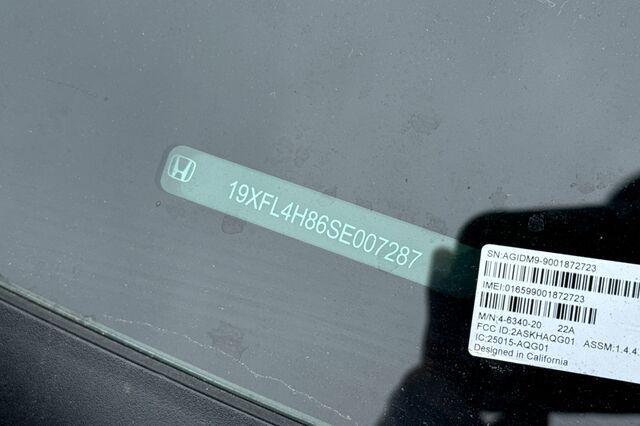 19XFL4H86SE007287
SN:AGIDM9-9001872723
IMEI:016599001872723
M/N:4-6340-20 22A
FCC ID:2ASKHAQG01 ASSM:1.4.4.
IC:25015-AQG01
Designed in California